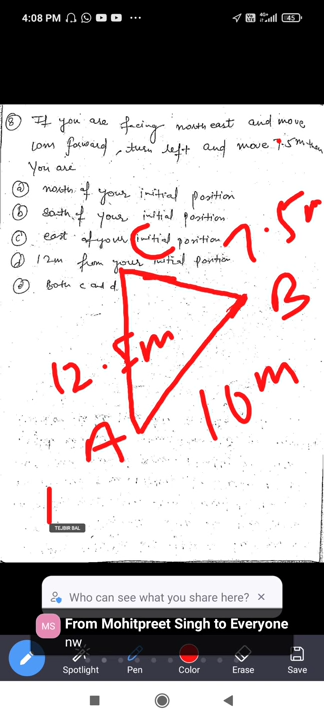 4:08 PM
45
8 If you are facing north east and move
10m forward, turn left and move 7.5m then
You are
a north of your initial position
b south of your initial position
c east of your initial position
d 12m from your initial position
e Both c and d
C 7.5m
B
12.5m
10m
A
TEJBIR BAL
Who can see what you share here? ×
MS From Mohitpreet Singh to Everyone
nw
Spotlight Pen Color Erase Save